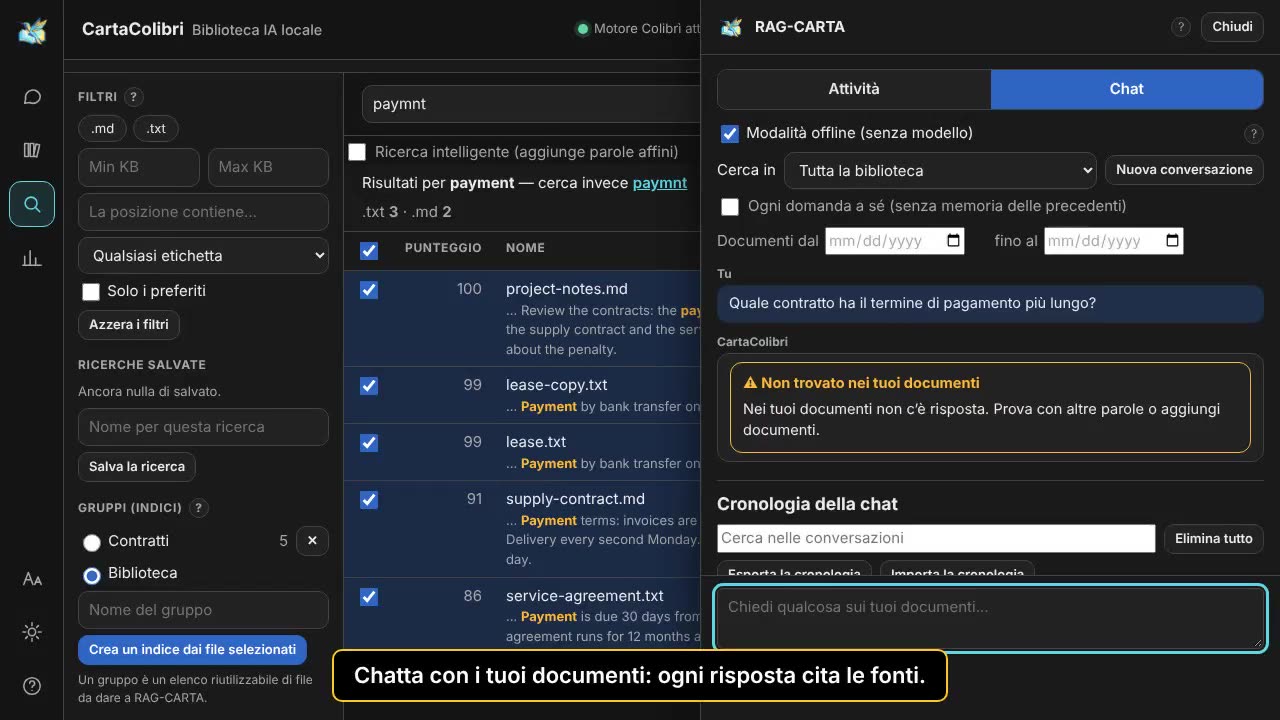 CartaColibri Biblioteca IA locale
Motore Colibrì att
FILTRI ?
.md .txt
Min KB Max KB
La posizione contiene...
Qualsiasi etichetta
Solo i preferiti
Azzera i filtri
RICERCHE SALVATE
Ancora nulla di salvato.
Nome per questa ricerca
Salva la ricerca
GRUPPI (INDICI) ?
Contratti 5 ✕
Biblioteca
Nome del gruppo
Crea un indice dai file selezionati
Un gruppo è un elenco riutilizzabile di file
da dare a RAG-CARTA.
paymnt
Ricerca intelligente (aggiunge parole affini)
Risultati per payment — cerca invece paymnt
.txt 3 · .md 2
PUNTEGGIO NOME
100 project-notes.md
... Review the contracts: the pay
the supply contract and the ser
about the penalty.
99 lease-copy.txt
... Payment by bank transfer on
99 lease.txt
... Payment by bank transfer on
91 supply-contract.md
... Payment terms: invoices are
Delivery every second Monday.
day.
86 service-agreement.txt
... Payment is due 30 days from
agreement runs for 12 months a
RAG-CARTA ? Chiudi
Attività Chat
Modalità offline (senza modello) ?
Cerca in Tutta la biblioteca Nuova conversazione
Ogni domanda a sé (senza memoria delle precedenti)
Documenti dal mm/dd/yyyy fino al mm/dd/yyyy
Tu
Quale contratto ha il termine di pagamento più lungo?
CartaColibri
⚠ Non trovato nei tuoi documenti
Nei tuoi documenti non c’è risposta. Prova con altre parole o aggiungi
documenti.
Cronologia della chat
Cerca nelle conversazioni Elimina tutto
Esporta la cronologia Importa la cronologia
Chiedi qualcosa sui tuoi documenti...
Chatta con i tuoi documenti: ogni risposta cita le fonti.
AA
?